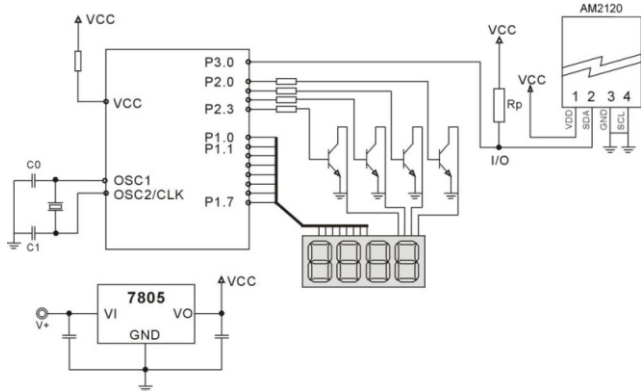 AM2120
VCC
VCC
P3.0
P2.0
P2.3
VCC
VCC
Rp
1 2 3 4
VDD
SDA
GND
SCL
I/O
P1.0
P1.1
P1.7
C0
OSC1
OSC2/CLK
C1
8888
7805
VCC
V+
VI
VO
GND